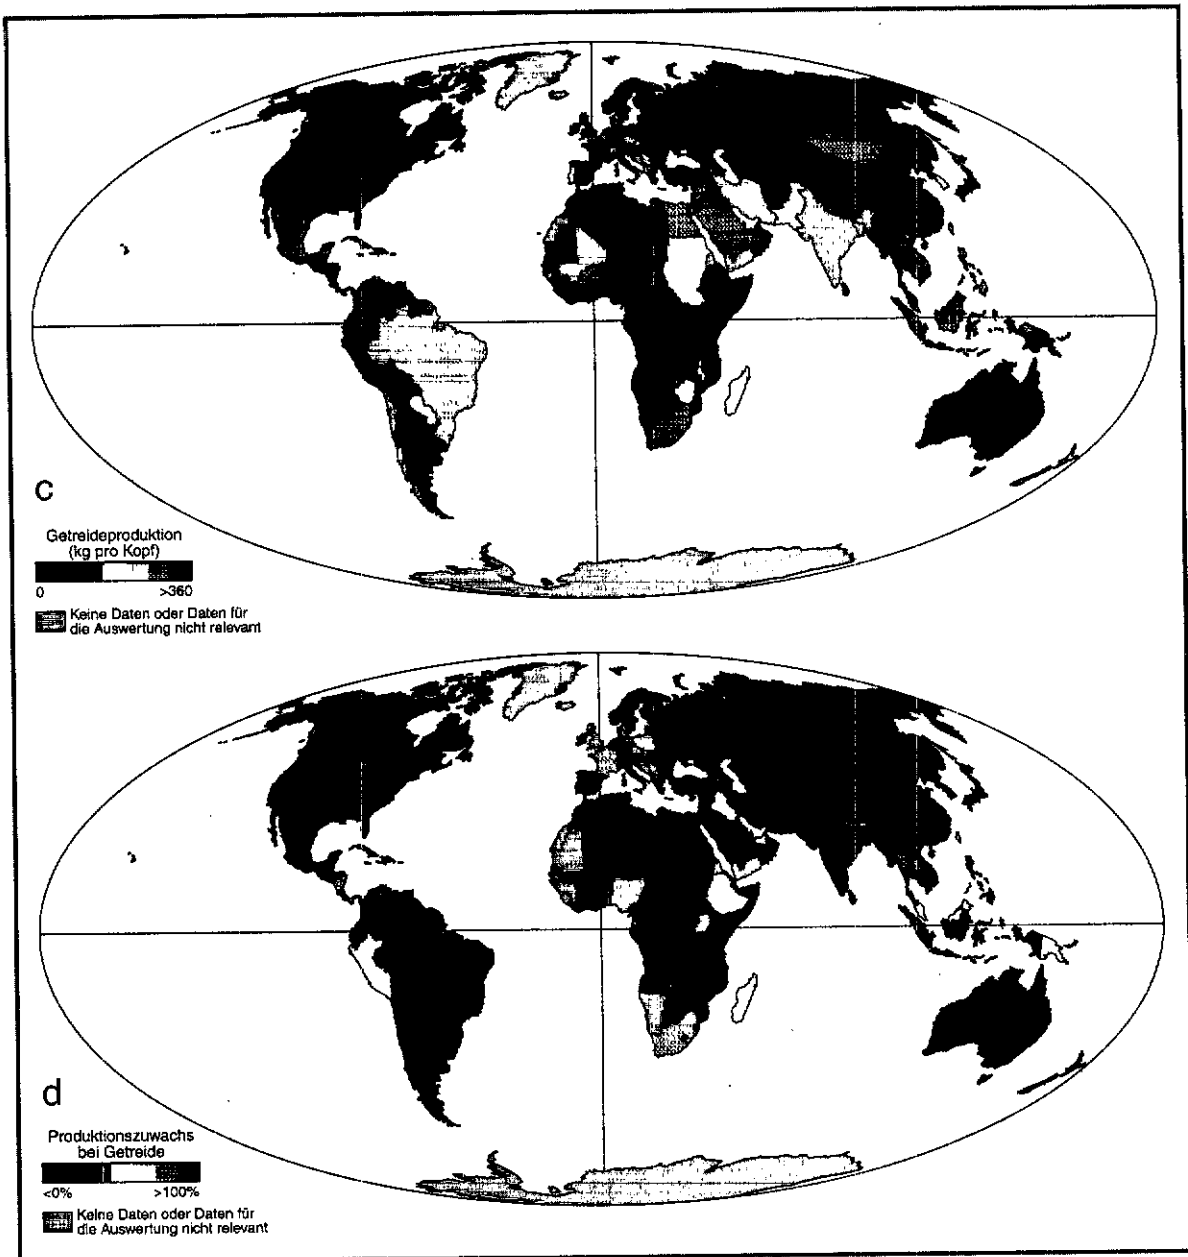 c
Getreideproduktion
(kg pro Kopf)
0 >360
Keine Daten oder Daten für
die Auswertung nicht relevant
d
Produktionszuwachs
bei Getreide
<0% >100%
Keine Daten oder Daten für
die Auswertung nicht relevant